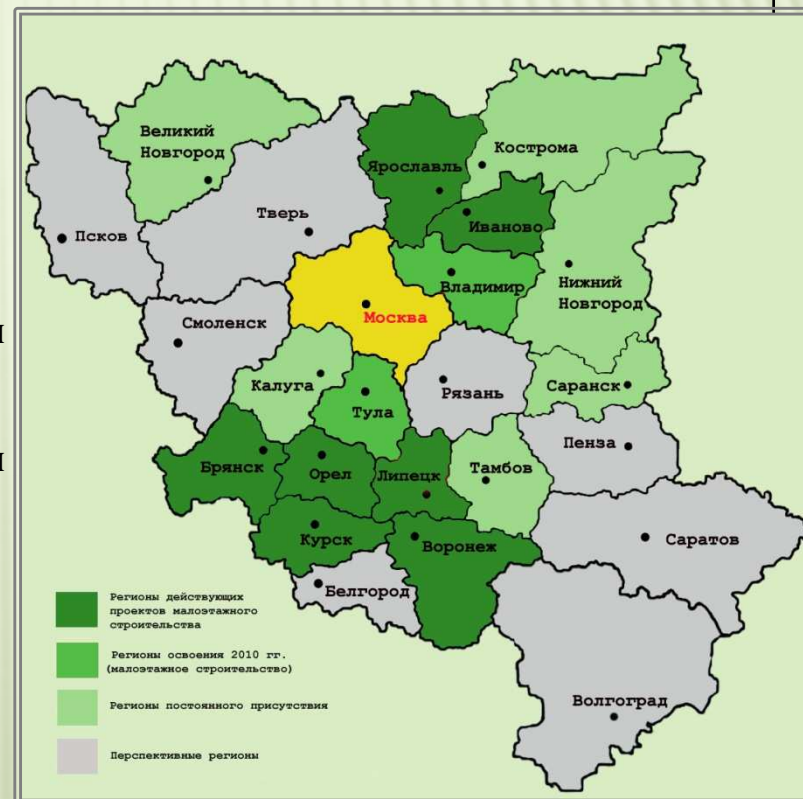 Великий
Новгород
Кострома
Ярославль
Псков
Тверь
Иваново
Владимир
Нижний
Новгород
Москва
Смоленск
Калуга
Тула
Рязань
Саранск
Пенза
Тамбов
Брянск
Орел
Липецк
Курск
Воронеж
Саратов
Белгород
Волгоград
Регионы действующих
проектов малоэтажного
строительства
Регионы освоения 2010 гг.
(малоэтажное строительство)
Регионы постоянного присутствия
Перспективные регионы